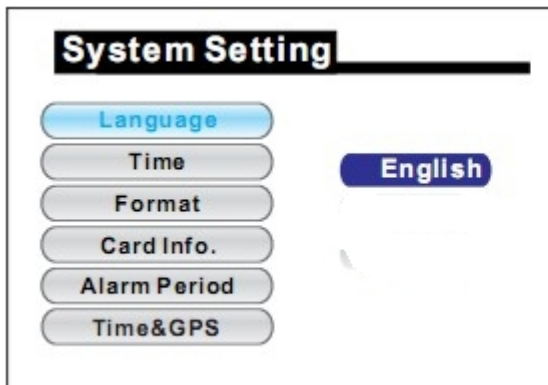 System Setting
Language
Time
English
Format
Card Info.
Alarm Period
Time&GPS